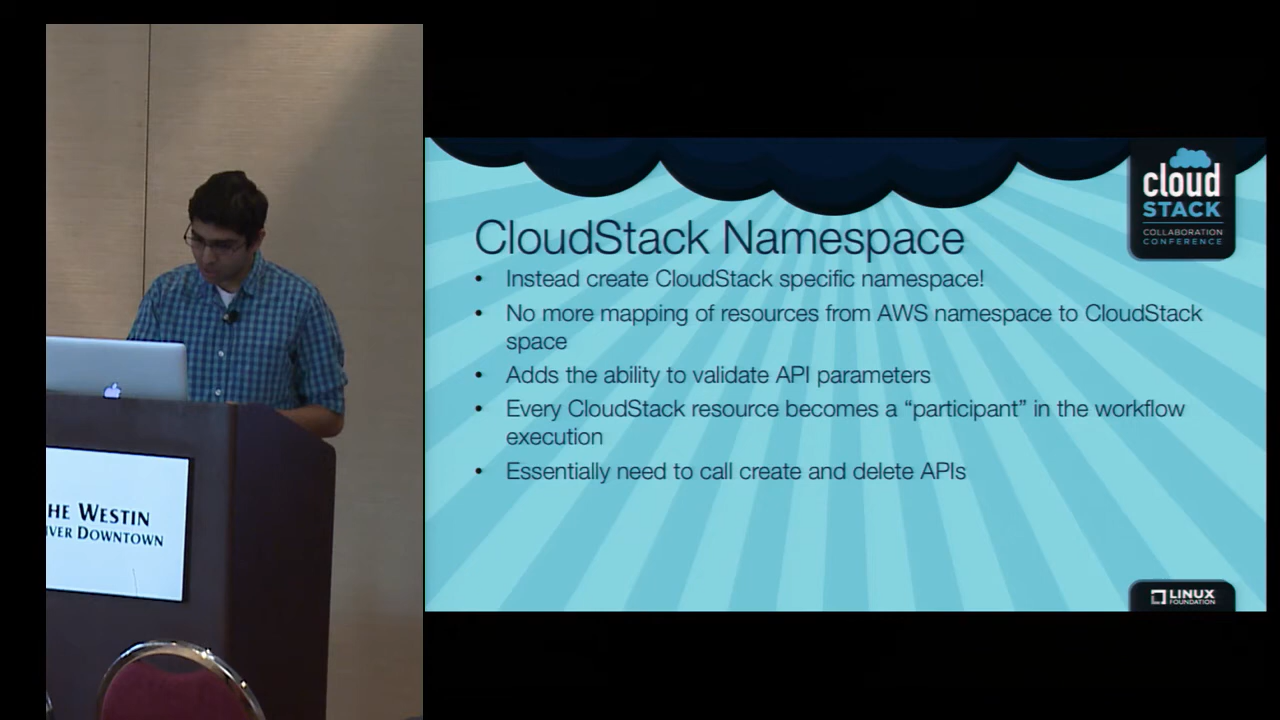 HE WESTIN
VER DOWNTOWN
cloud
STACK
COLLABORATION
CONFERENCE
CloudStack Namespace
• Instead create CloudStack specific namespace!
• No more mapping of resources from AWS namespace to CloudStack
space
• Adds the ability to validate API parameters
• Every CloudStack resource becomes a “participant” in the workflow
execution
• Essentially need to call create and delete APIs
LINUX
FOUNDATION